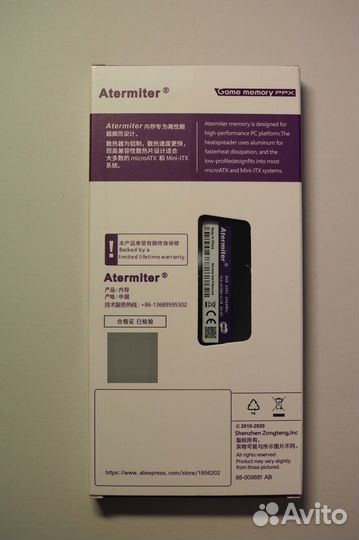 Atermiter®
Game memory PPX
Atermiter 内存专为高性能
超频而设计。
散热器为铝制，散热速度更快，
而高兼容性散热片设计适合
大多数的 microATX 和 Mini-ITX
系统。
Atermiter memory is designed for
high-performance PC platform.The
heatspreader uses aluminum for
fasterheat dissipation, and the
low-profiledesignfits into most
microATX and Mini-ITX systems.
!
本产品享受到有限终身保修
Backed by a
limited lifetime warranty.
Atermiter®
产品：内存
产地：中国
技术服务热线：+86-13689595502
合格证 已检验
Atermiter®
https://www. aliexpress. com/store/1856202
© 2010-2020
Shenzhen Zongteng,Inc
版权所有。
实物可能与所示图片不同。
Product may vary slightly
from those pictured.
88-009881 AB
Avito